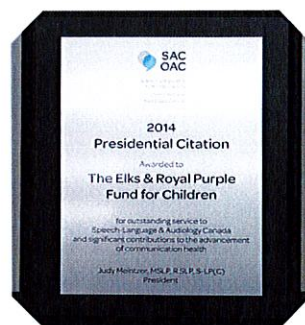 SAC
OAC
2014
Presidential Citation
Awarded to
The Elks & Royal Purple
Fund for Children
for outstanding service to
Speech-Language & Audiology Canada
and significant contributions to the advancement
of communication health
Judy Meintzer, MSLP, R.SLP, S-LP(C)
President